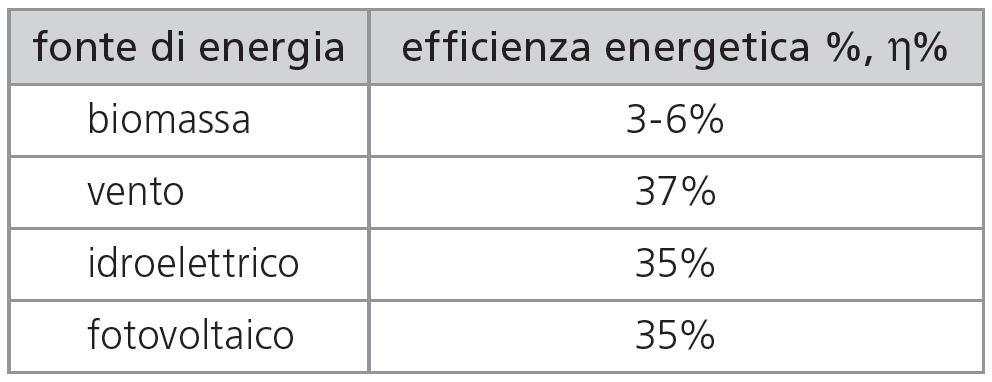 fonte di energia efficienza energetica %, η%
biomassa 3-6%
vento 37%
idroelettrico 35%
fotovoltaico 35%